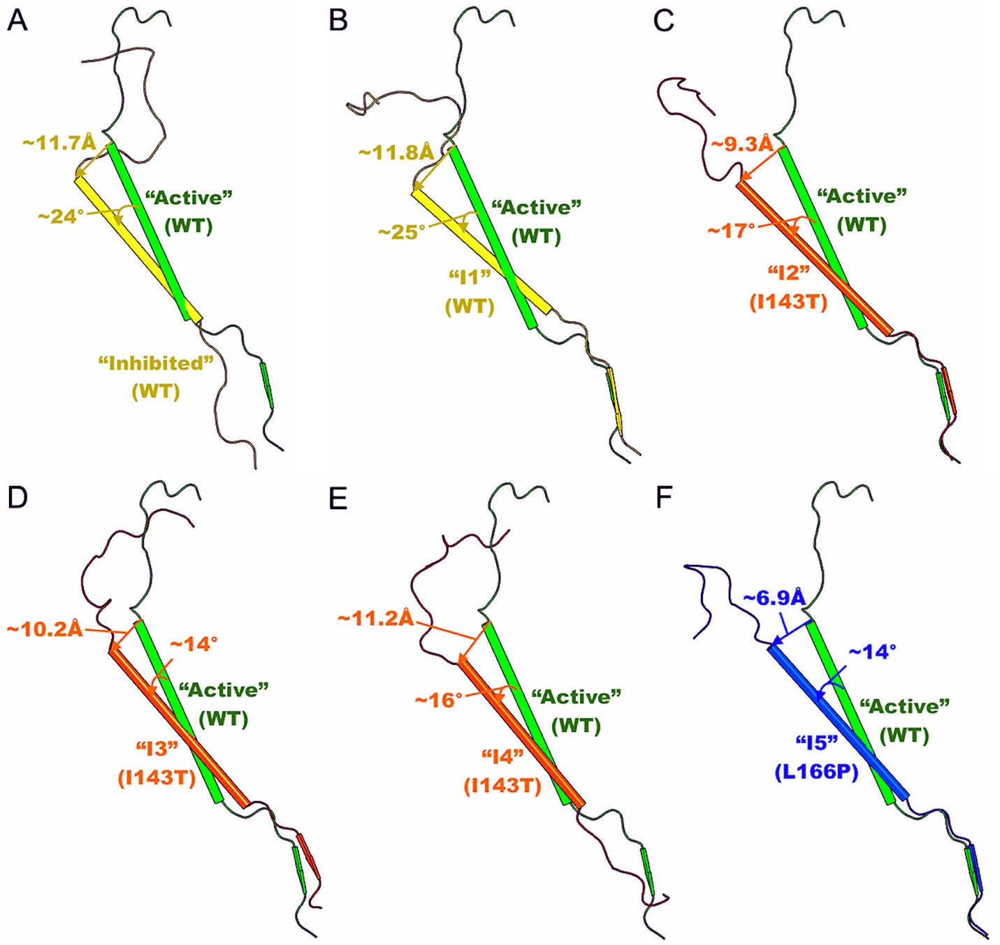 A
~11.7Å
~24°
“Active”
(WT)
“Inhibited”
(WT)
B
~11.8Å
~25°
“Active”
(WT)
“I1”
(WT)
C
~9.3Å
~17°
“Active”
(WT)
“I2”
(I143T)
D
~10.2Å
~14°
“Active”
(WT)
“I3”
(I143T)
E
~11.2Å
~16°
“Active”
(WT)
“I4”
(I143T)
F
~6.9Å
~14°
“Active”
(WT)
“I5”
(L166P)